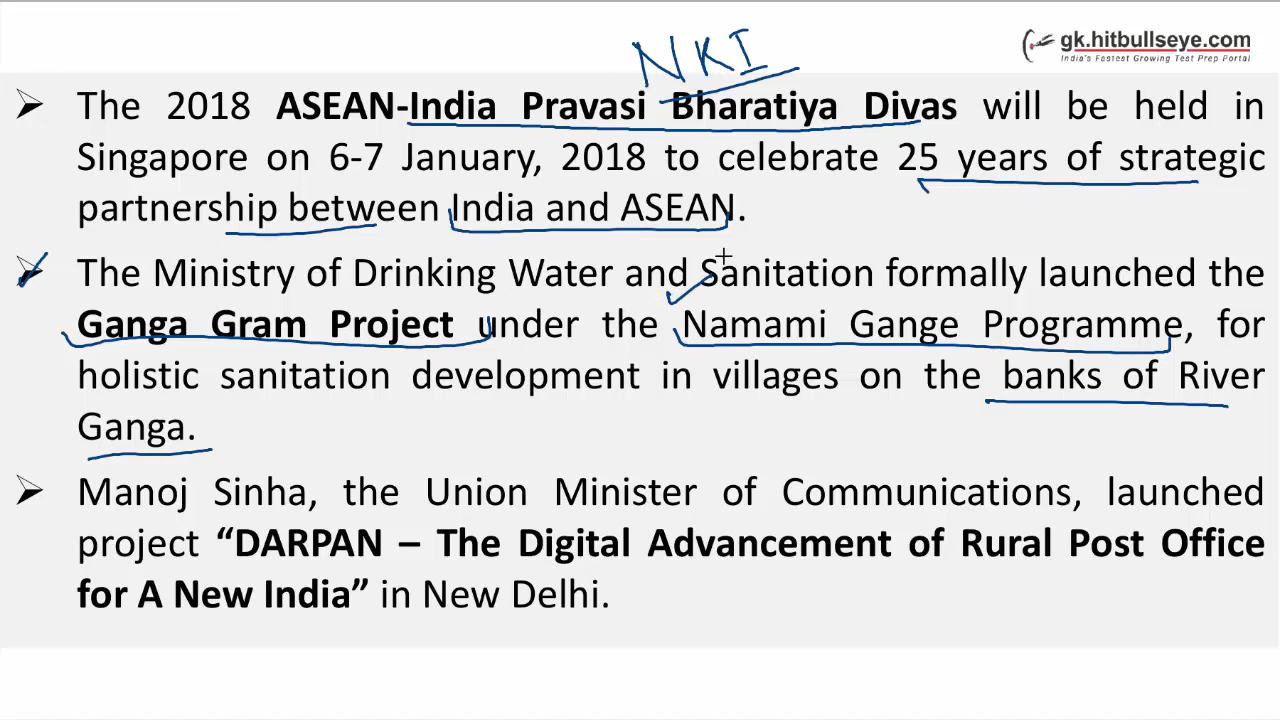 gk.hitbullseye.com
India's Fastest Growing Test Prep Portal
NKI
The 2018 ASEAN-India Pravasi Bharatiya Divas will be held in
Singapore on 6-7 January, 2018 to celebrate 25 years of strategic
partnership between India and ASEAN.
The Ministry of Drinking Water and Sanitation formally launched the
Ganga Gram Project under the Namami Gange Programme, for
holistic sanitation development in villages on the banks of River
Ganga.
Manoj Sinha, the Union Minister of Communications, launched
project “DARPAN – The Digital Advancement of Rural Post Office
for A New India” in New Delhi.